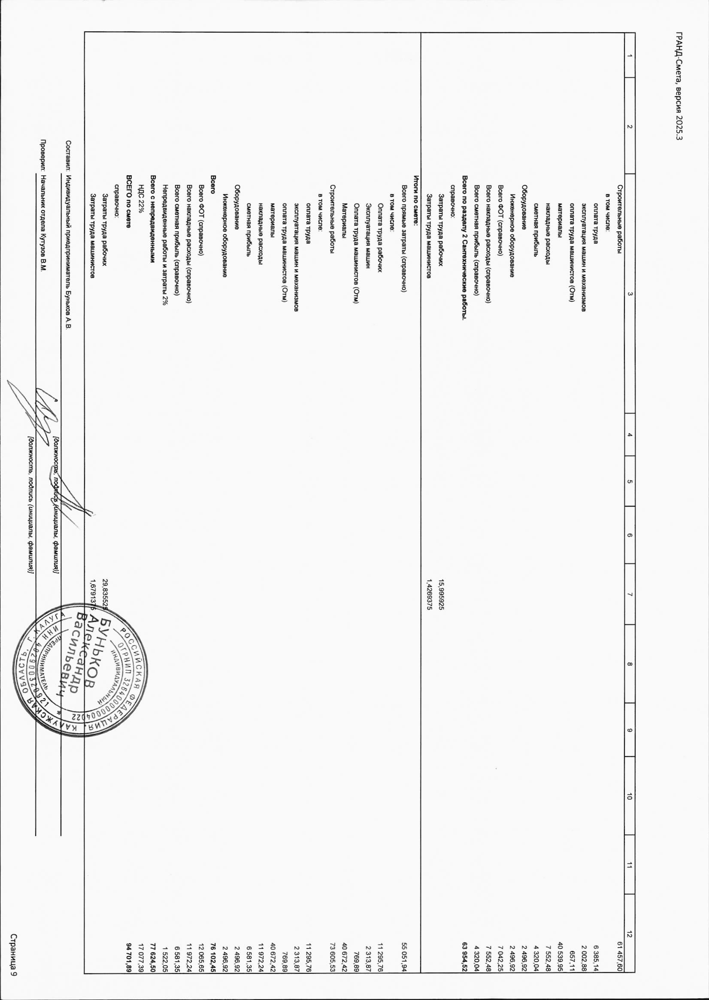 ГРАНД-Смета, версия 2025.3
1 2 3 4 5 6 7 8 9 10 11 12
Строительные работы 61 457,60
в том числе:
оплата труда 6 385,14
эксплуатация машин и механизмов 2 002,88
оплата труда машинистов (Отм) 657,11
материалы 40 539,95
накладные расходы 7 552,48
сметная прибыль 4 320,04
Оборудование 2 496,92
Инженерное оборудование 2 496,92
Всего ФОТ (справочно) 7 042,25
Всего накладные расходы (справочно) 7 552,48
Всего сметная прибыль (справочно) 4 320,04
Всего по разделу 2 Сантехнические работы. 63 954,52
справочно:
Затраты труда рабочих 15,995925
Затраты труда машинистов 1,4269375
Итоги по смете:
Всего прямые затраты (справочно) 55 051,94
в том числе:
Оплата труда рабочих 11 295,76
Эксплуатация машин 2 313,87
Оплата труда машинистов (Отм) 769,89
Материалы 40 672,42
Строительные работы 73 605,53
в том числе:
оплата труда 11 295,76
эксплуатация машин и механизмов 2 313,87
оплата труда машинистов (Отм) 769,89
материалы 40 672,42
накладные расходы 11 972,24
сметная прибыль 6 581,35
Оборудование 2 496,92
Инженерное оборудование 2 496,92
Всего 76 102,45
Всего ФОТ (справочно) 12 065,65
Всего накладные расходы (справочно) 11 972,24
Всего сметная прибыль (справочно) 6 581,35
Непредвиденные работы и затраты 2% 1 522,05
Всего с непредвиденными 77 624,50
НДС 22% 17 077,39
ВСЕГО по смете 94 701,89
справочно:
Затраты труда рабочих 29,835525
Затраты труда машинистов 1,6791375
Составил: Индивидуальный приедприниматель Буньков А.В.
[должность, подпись (инициалы, фамилия)]
Проверил: Начальник отдела Кутузов В.М.
[должность, подпись (инициалы, фамилия)]
РОССИЙСКАЯ ФЕДЕРАЦИЯ, КАЛУЖСКАЯ ОБЛАСТЬ, Г. КАЛУГА
ОГРНИП 326400000004022
ИНН 402900320621
ИНДИВИДУАЛЬНЫЙ
ПРЕДПРИНИМАТЕЛЬ
БУНЬКОВ
Александр
Васильевич
*
Страница 9